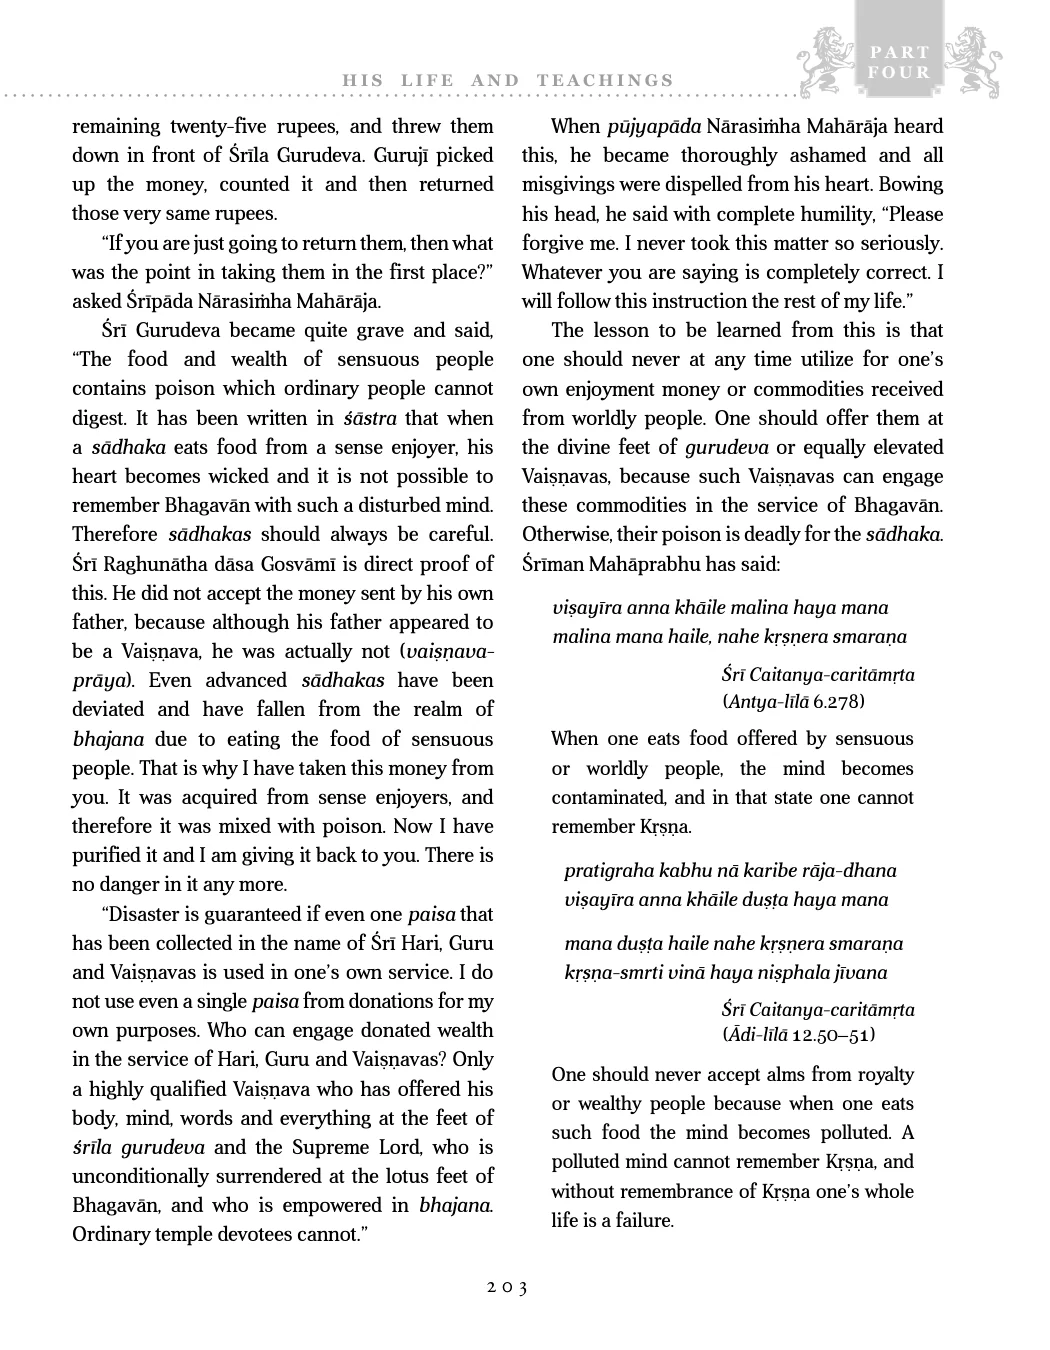 PART
FOUR
HIS LIFE AND TEACHINGS
remaining twenty-five rupees, and threw them
down in front of Śrīla Gurudeva. Gurujī picked
up the money, counted it and then returned
those very same rupees.
“If you are just going to return them, then what
was the point in taking them in the first place?”
asked Śrīpāda Nārasiṁha Mahārāja.
Śrī Gurudeva became quite grave and said,
“The food and wealth of sensuous people
contains poison which ordinary people cannot
digest. It has been written in śāstra that when
a sādhaka eats food from a sense enjoyer, his
heart becomes wicked and it is not possible to
remember Bhagavān with such a disturbed mind.
Therefore sādhakas should always be careful.
Śrī Raghunātha dāsa Gosvāmī is direct proof of
this. He did not accept the money sent by his own
father, because although his father appeared to
be a Vaiṣṇava, he was actually not (vaiṣṇava-
prāya). Even advanced sādhakas have been
deviated and have fallen from the realm of
bhajana due to eating the food of sensuous
people. That is why I have taken this money from
you. It was acquired from sense enjoyers, and
therefore it was mixed with poison. Now I have
purified it and I am giving it back to you. There is
no danger in it any more.
“Disaster is guaranteed if even one paisa that
has been collected in the name of Śrī Hari, Guru
and Vaiṣṇavas is used in one’s own service. I do
not use even a single paisa from donations for my
own purposes. Who can engage donated wealth
in the service of Hari, Guru and Vaiṣṇavas? Only
a highly qualified Vaiṣṇava who has offered his
body, mind, words and everything at the feet of
śrīla gurudeva and the Supreme Lord, who is
unconditionally surrendered at the lotus feet of
Bhagavān, and who is empowered in bhajana.
Ordinary temple devotees cannot.”
When pūjyapāda Nārasiṁha Mahārāja heard
this, he became thoroughly ashamed and all
misgivings were dispelled from his heart. Bowing
his head, he said with complete humility, “Please
forgive me. I never took this matter so seriously.
Whatever you are saying is completely correct. I
will follow this instruction the rest of my life.”
The lesson to be learned from this is that
one should never at any time utilize for one’s
own enjoyment money or commodities received
from worldly people. One should offer them at
the divine feet of gurudeva or equally elevated
Vaiṣṇavas, because such Vaiṣṇavas can engage
these commodities in the service of Bhagavān.
Otherwise, their poison is deadly for the sādhaka.
Śrīman Mahāprabhu has said:
viṣayīra anna khāile malina haya mana
malina mana haile, nahe kṛṣṇera smaraṇa
Śrī Caitanya-caritāmṛta
(Antya-līlā 6.278)
When one eats food offered by sensuous
or worldly people, the mind becomes
contaminated, and in that state one cannot
remember Kṛṣṇa.
pratigraha kabhu nā karibe rāja-dhana
viṣayīra anna khāile duṣṭa haya mana
mana duṣṭa haile nahe kṛṣṇera smaraṇa
kṛṣṇa-smrti vinā haya niṣphala jīvana
Śrī Caitanya-caritāmṛta
(Ādi-līlā 12.50–51)
One should never accept alms from royalty
or wealthy people because when one eats
such food the mind becomes polluted. A
polluted mind cannot remember Kṛṣṇa, and
without remembrance of Kṛṣṇa one’s whole
life is a failure.
203